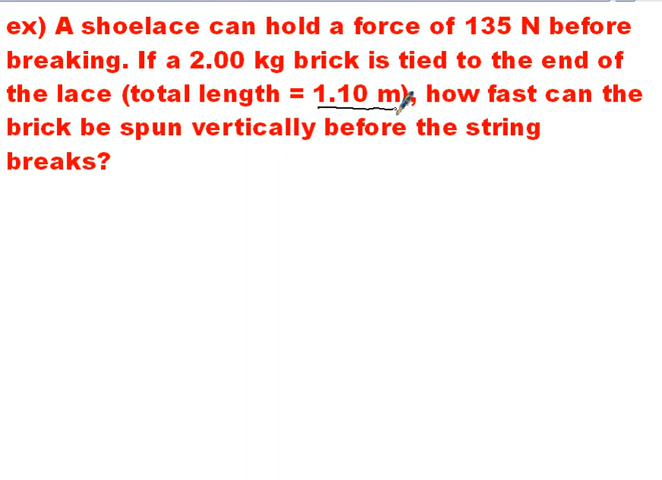 ex) A shoelace can hold a force of 135 N before
breaking. If a 2.00 kg brick is tied to the end of
the lace (total length = 1.10 m), how fast can the
brick be spun vertically before the string
breaks?